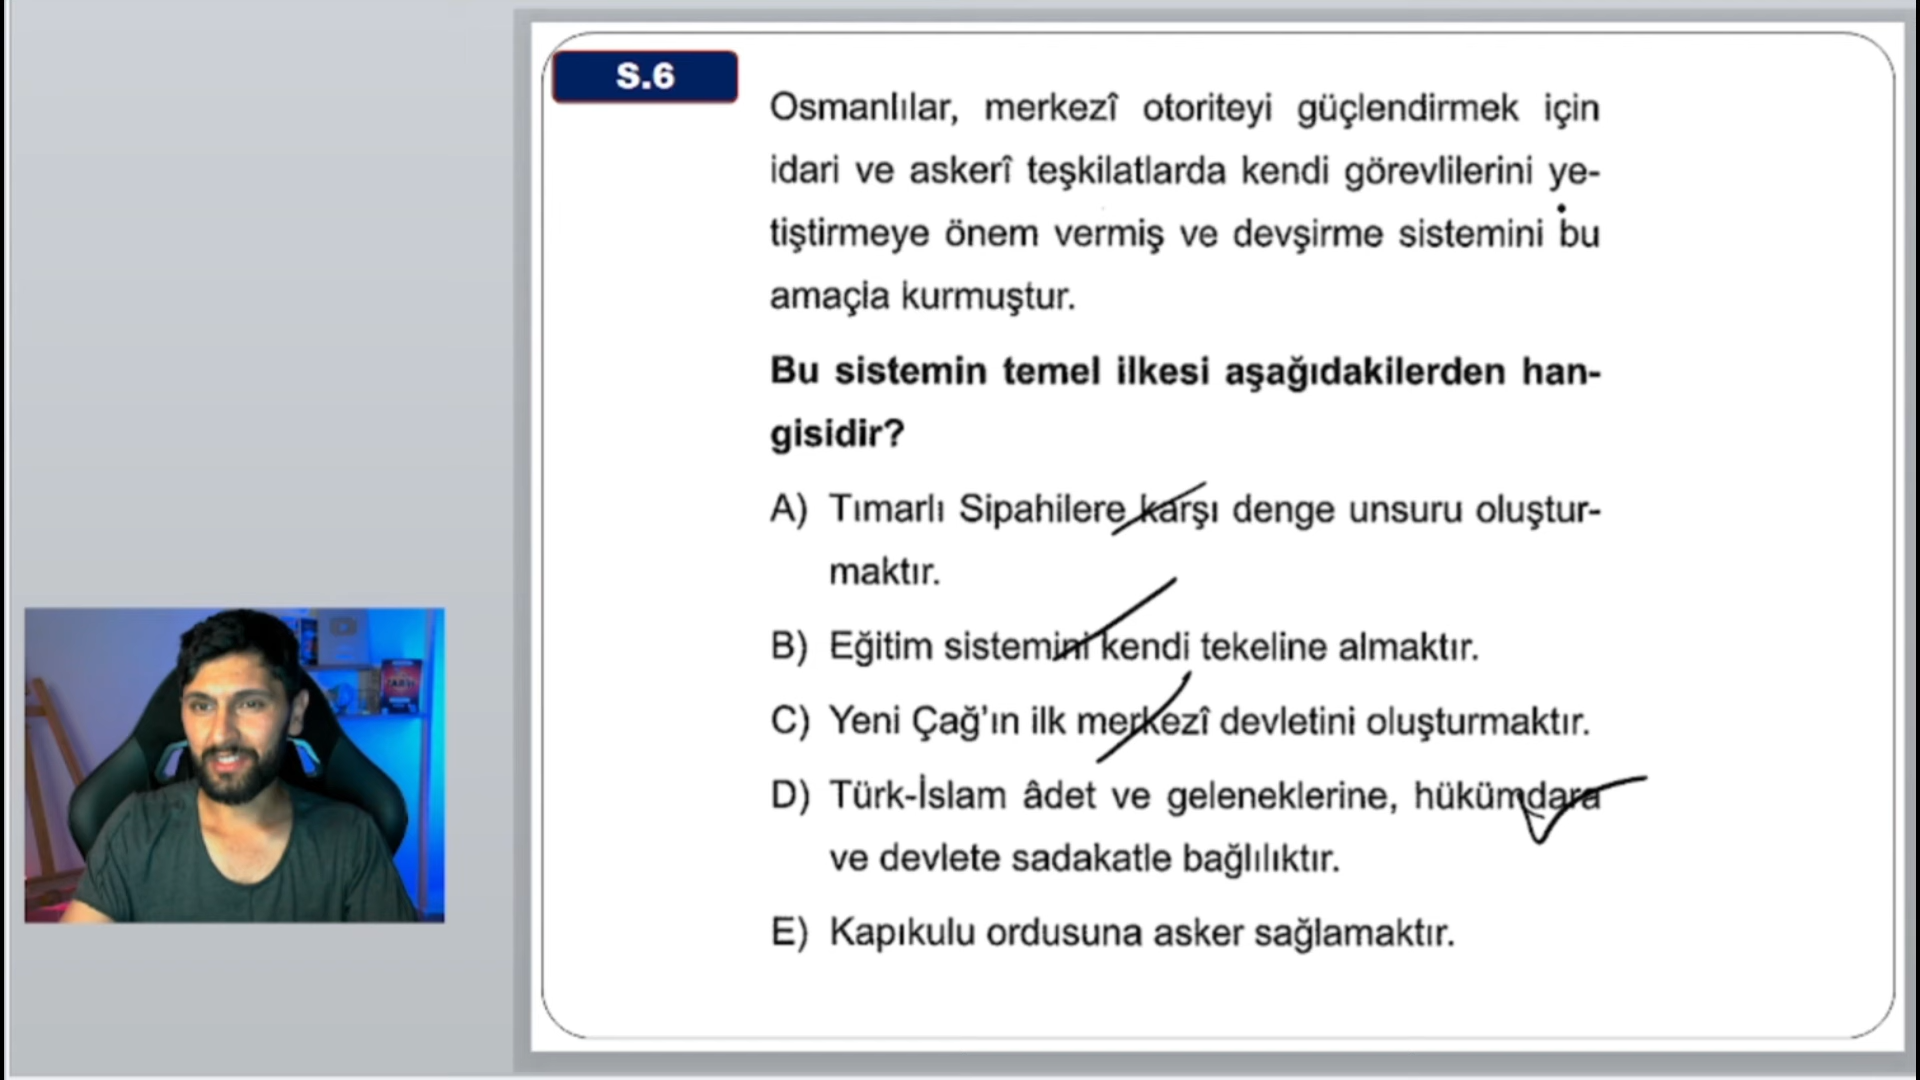 S.6
Osmanlılar, merkezî otoriteyi güçlendirmek için
idari ve askerî teşkilatlarda kendi görevlilerini ye-
tiştirmeye önem vermiş ve devşirme sistemini bu
amaçla kurmuştur.
Bu sistemin temel ilkesi aşağıdakilerden han-
gisidir?
A) Tımarlı Sipahilere karşı denge unsuru oluştur-
maktır.
B) Eğitim sistemini kendi tekeline almaktır.
C) Yeni Çağ'ın ilk merkezî devletini oluşturmaktır.
D) Türk-İslam âdet ve geleneklerine, hükümdara
ve devlete sadakatle bağlılıktır.
E) Kapıkulu ordusuna asker sağlamaktır.